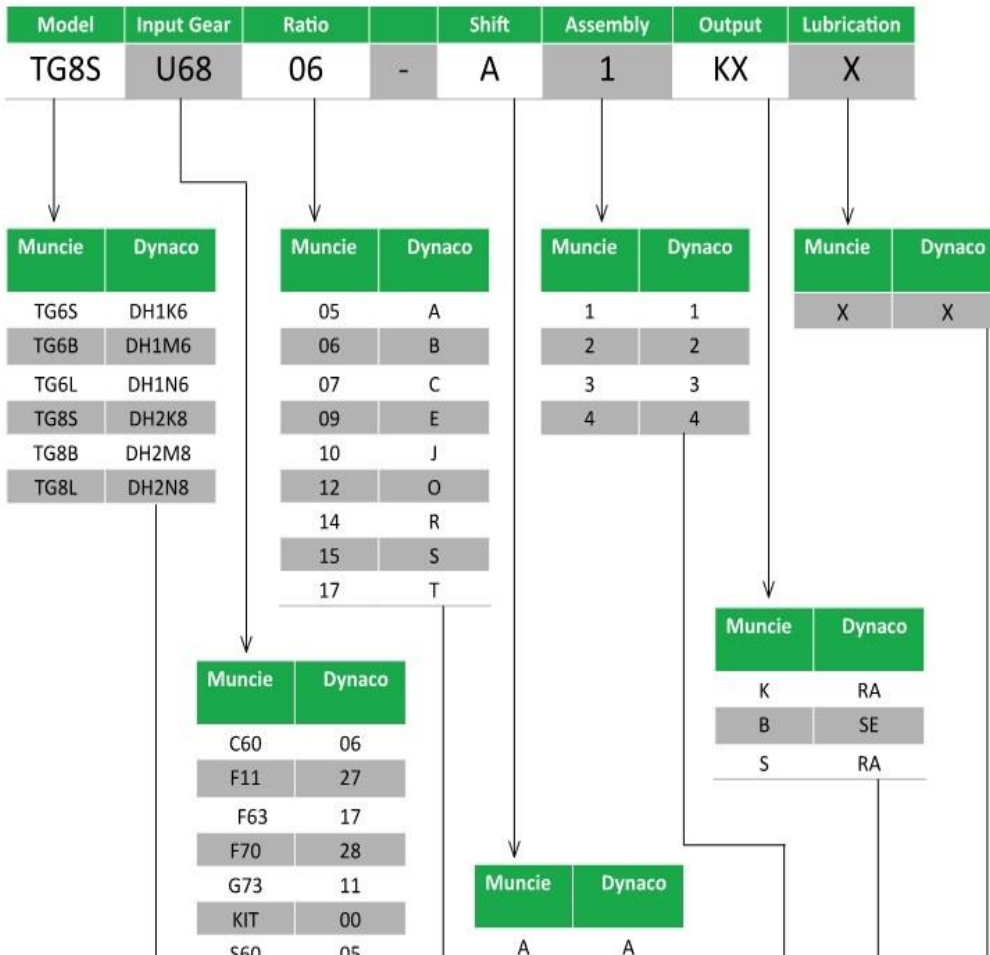 Model Input Gear Ratio Shift Assembly Output Lubrication
TG8S U68 06 - A 1 KX X
Muncie Dynaco
TG6S DH1K6
TG6B DH1M6
TG6L DH1N6
TG8S DH2K8
TG8B DH2M8
TG8L DH2N8
Muncie Dynaco
05 A
06 B
07 C
09 E
10 J
12 O
14 R
15 S
17 T
Muncie Dynaco
1 1
2 2
3 3
4 4
Muncie Dynaco
X X
Muncie Dynaco
C60 06
F11 27
F63 17
F70 28
G73 11
KIT 00
S60 05
Muncie Dynaco
A A
Muncie Dynaco
K RA
B SE
S RA